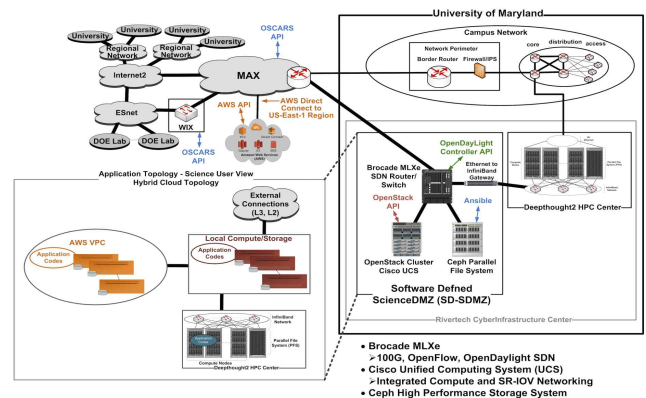 University of Maryland
University
University
University
University
Regional
Network
Regional
Network
Internet2
MAX
OSCARS
API
ESnet
WIX
DOE Lab
DOE Lab
OSCARS
API
AWS API
AWS Direct
Connect to
US-East-1 Region
Amazon Web Services
(AWS)
Campus Network
Network Perimeter
Border Router
Firewall/IPS
core
distribution
access
OpenDayLight
Controller API
Brocade MLXe
SDN Router/
Switch
Ethernet to
InfiniBand
Gateway
Deepthought2 HPC Center
OpenStack
API
Ansible
OpenStack Cluster
Cisco UCS
Ceph Parallel
File System
Software Defned
ScienceDMZ (SD-SDMZ)
Rivertech CyberInfrastructure Center
Application Topology - Science User View
Hybrid Cloud Topology
External
Connections
(L3, L2)
AWS VPC
Application
Codes
Local Compute/Storage
Application
Codes
InfiniBand
Network
Parallel File
System (PFS)
Application
Codes
Compute Nodes
Deepthought2 HPC Center
• Brocade MLXe
➢100G, OpenFlow, OpenDaylight SDN
• Cisco Unified Computing System (UCS)
➢Integrated Compute and SR-IOV Networking
• Ceph High Performance Storage System